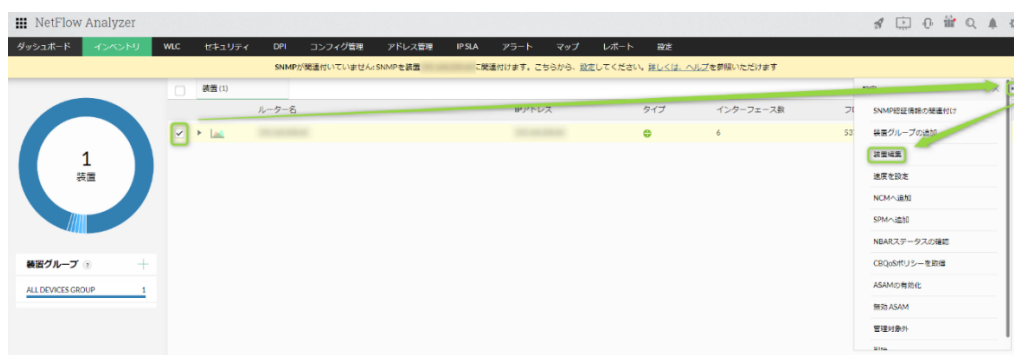 NetFlow Analyzer
ダッシュボード インベントリ WLC セキュリティ DPI コンフィグ管理 アドレス管理 IP SLA アラート マップ レポート 設定
SNMPが関連付いていません:SNMPを装置 に関連付けます。こちらから、設定してください。詳しくは、ヘルプを参照いただけます
装置 (1)
ルーター名 IPアドレス タイプ インターフェース数 フロ
6 53
1
装置
装置グループ ?
ALL DEVICES GROUP 1
SNMP認証情報の関連付け
装置グループの追加
装置編集
速度を設定
NCMへ追加
SPMへ追加
NBARステータスの確認
CBQoSポリシーを取得
ASAMの有効化
無効 ASAM
管理対象外